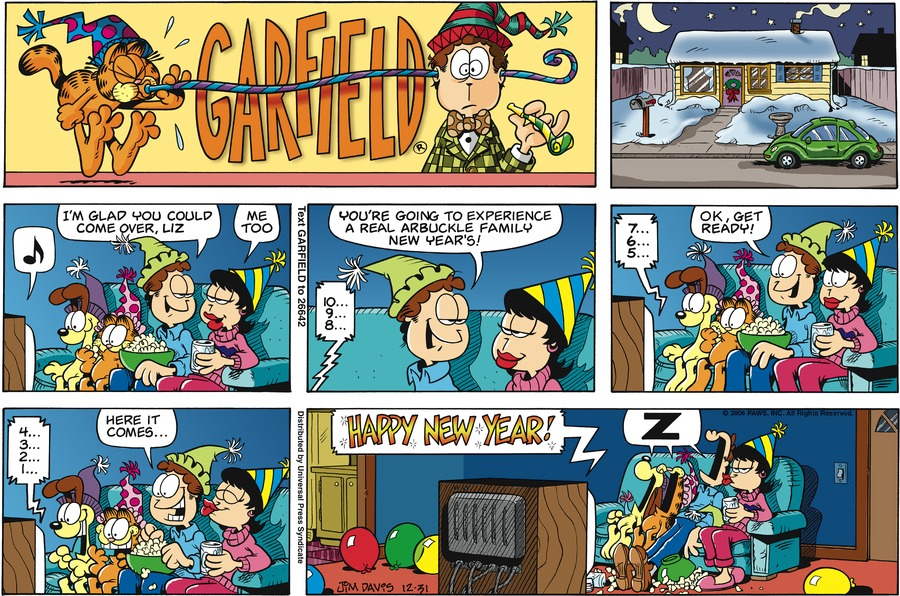 GARFIELD
®
I'M GLAD YOU COULD
COME OVER, LIZ
ME
TOO
Text GARFIELD to 26642
YOU'RE GOING TO EXPERIENCE
A REAL ARBUCKLE FAMILY
NEW YEAR'S!
10...
9...
8...
7...
6...
5...
OK, GET
READY!
4...
3...
2...
1...
HERE IT
COMES...
Distributed by Universal Press Syndicate
HAPPY NEW YEAR!
Z
© 2006 PAWS, INC. All Rights Reserved.
JIM DAVIS 12-31